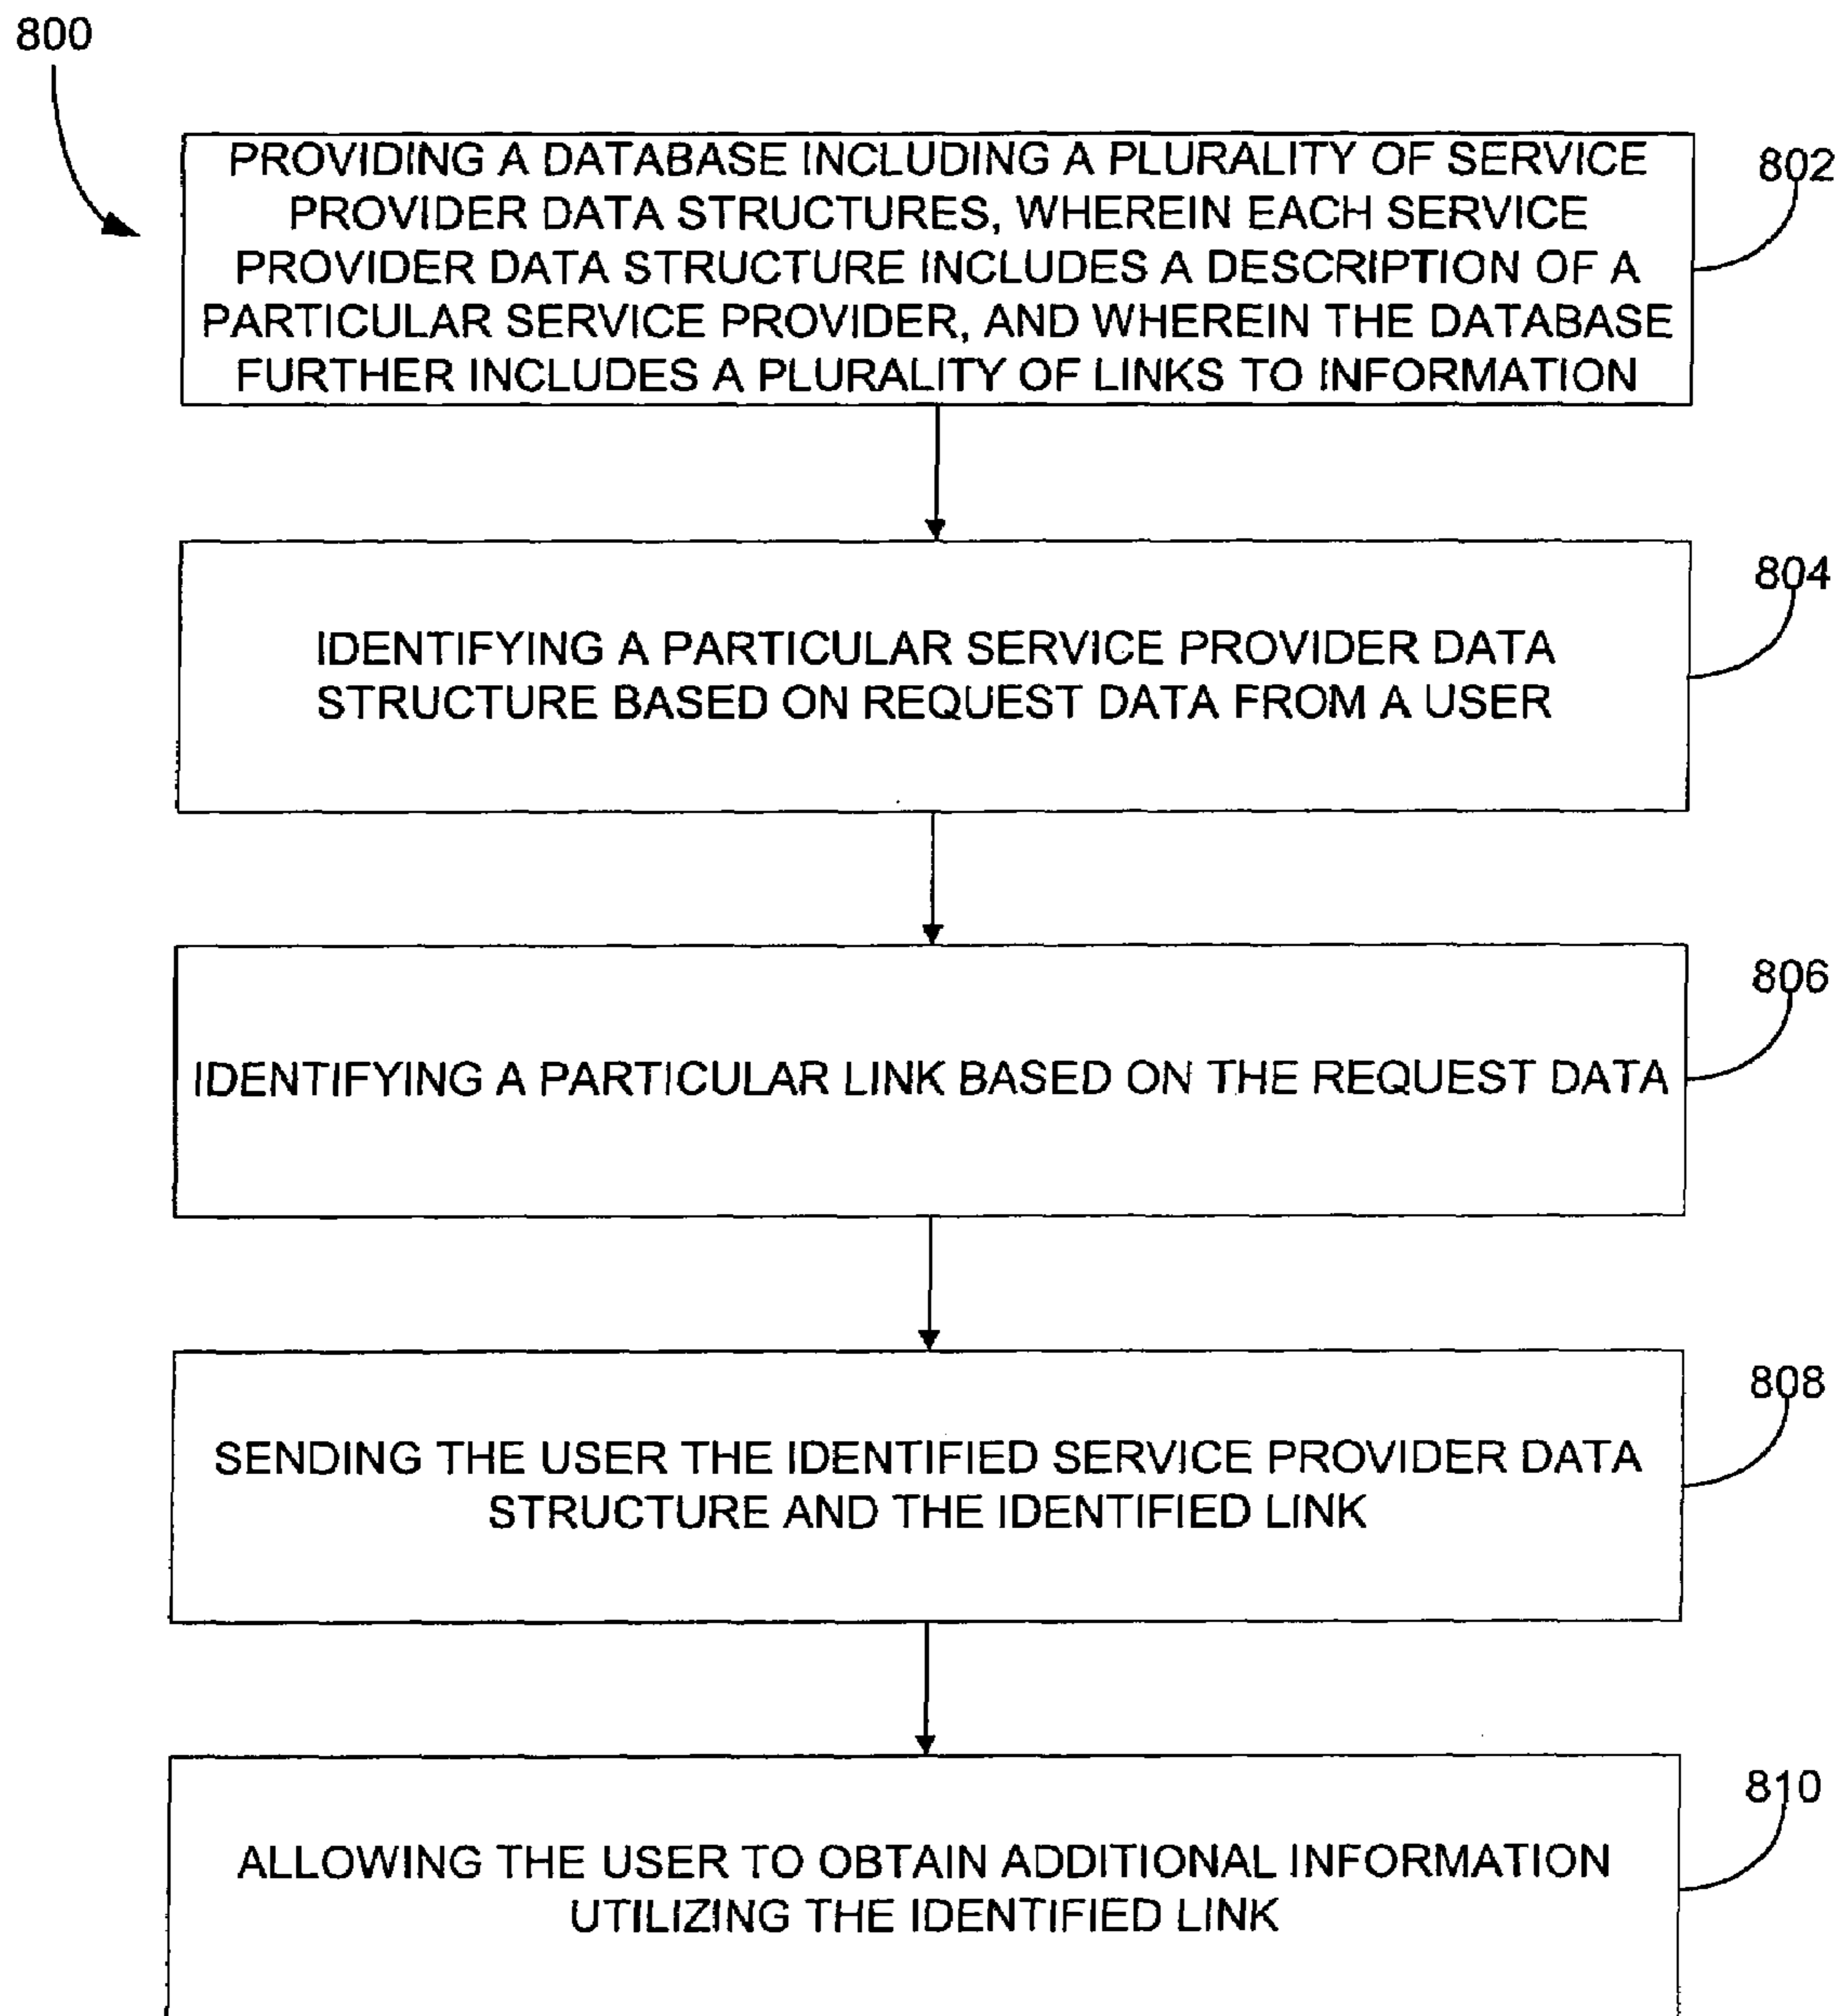 800
PROVIDING A DATABASE INCLUDING A PLURALITY OF SERVICE
PROVIDER DATA STRUCTURES, WHEREIN EACH SERVICE
PROVIDER DATA STRUCTURE INCLUDES A DESCRIPTION OF A
PARTICULAR SERVICE PROVIDER, AND WHEREIN THE DATABASE
FURTHER INCLUDES A PLURALITY OF LINKS TO INFORMATION
802
IDENTIFYING A PARTICULAR SERVICE PROVIDER DATA
STRUCTURE BASED ON REQUEST DATA FROM A USER
804
IDENTIFYING A PARTICULAR LINK BASED ON THE REQUEST DATA
806
SENDING THE USER THE IDENTIFIED SERVICE PROVIDER DATA
STRUCTURE AND THE IDENTIFIED LINK
808
ALLOWING THE USER TO OBTAIN ADDITIONAL INFORMATION
UTILIZING THE IDENTIFIED LINK
810